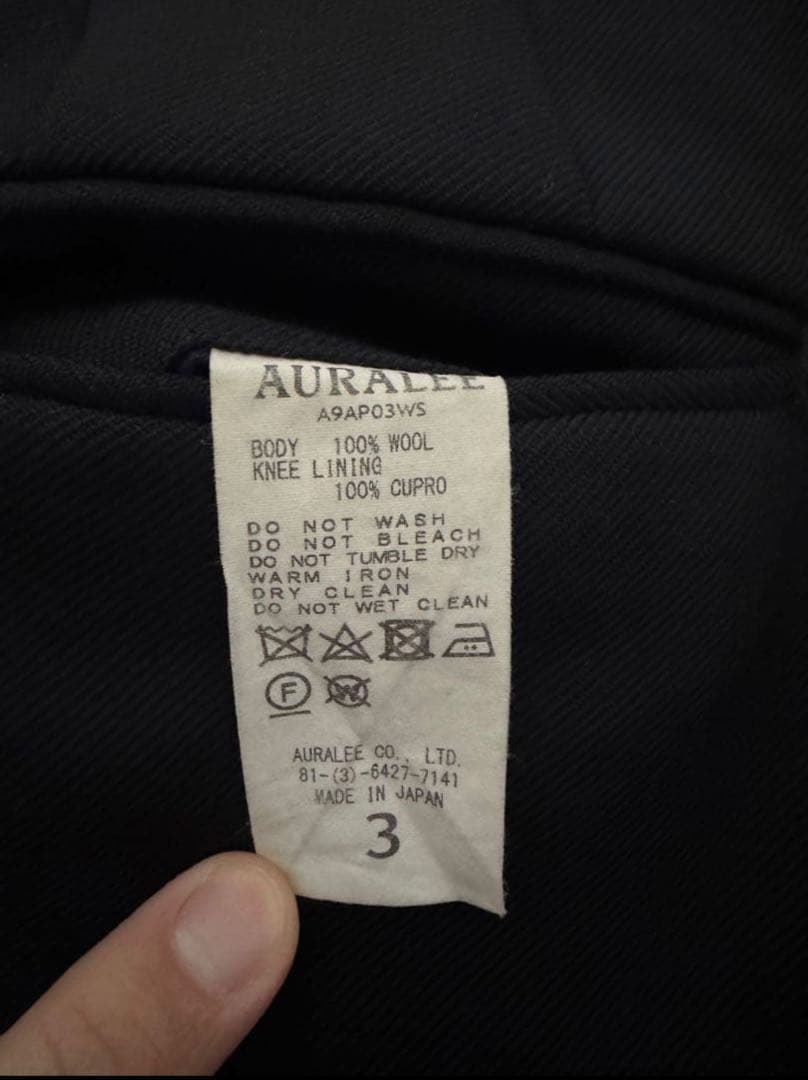 AURALEE
A9AP03WS
BODY 100% WOOL
KNEE LINING
100% CUPRO
DO NOT WASH
DO NOT BLEACH
DO NOT TUMBLE DRY
WARM IRON
DRY CLEAN
DO NOT WET CLEAN
F W
AURALEE CO., LTD.
81-(3)-6427-7141
MADE IN JAPAN
3